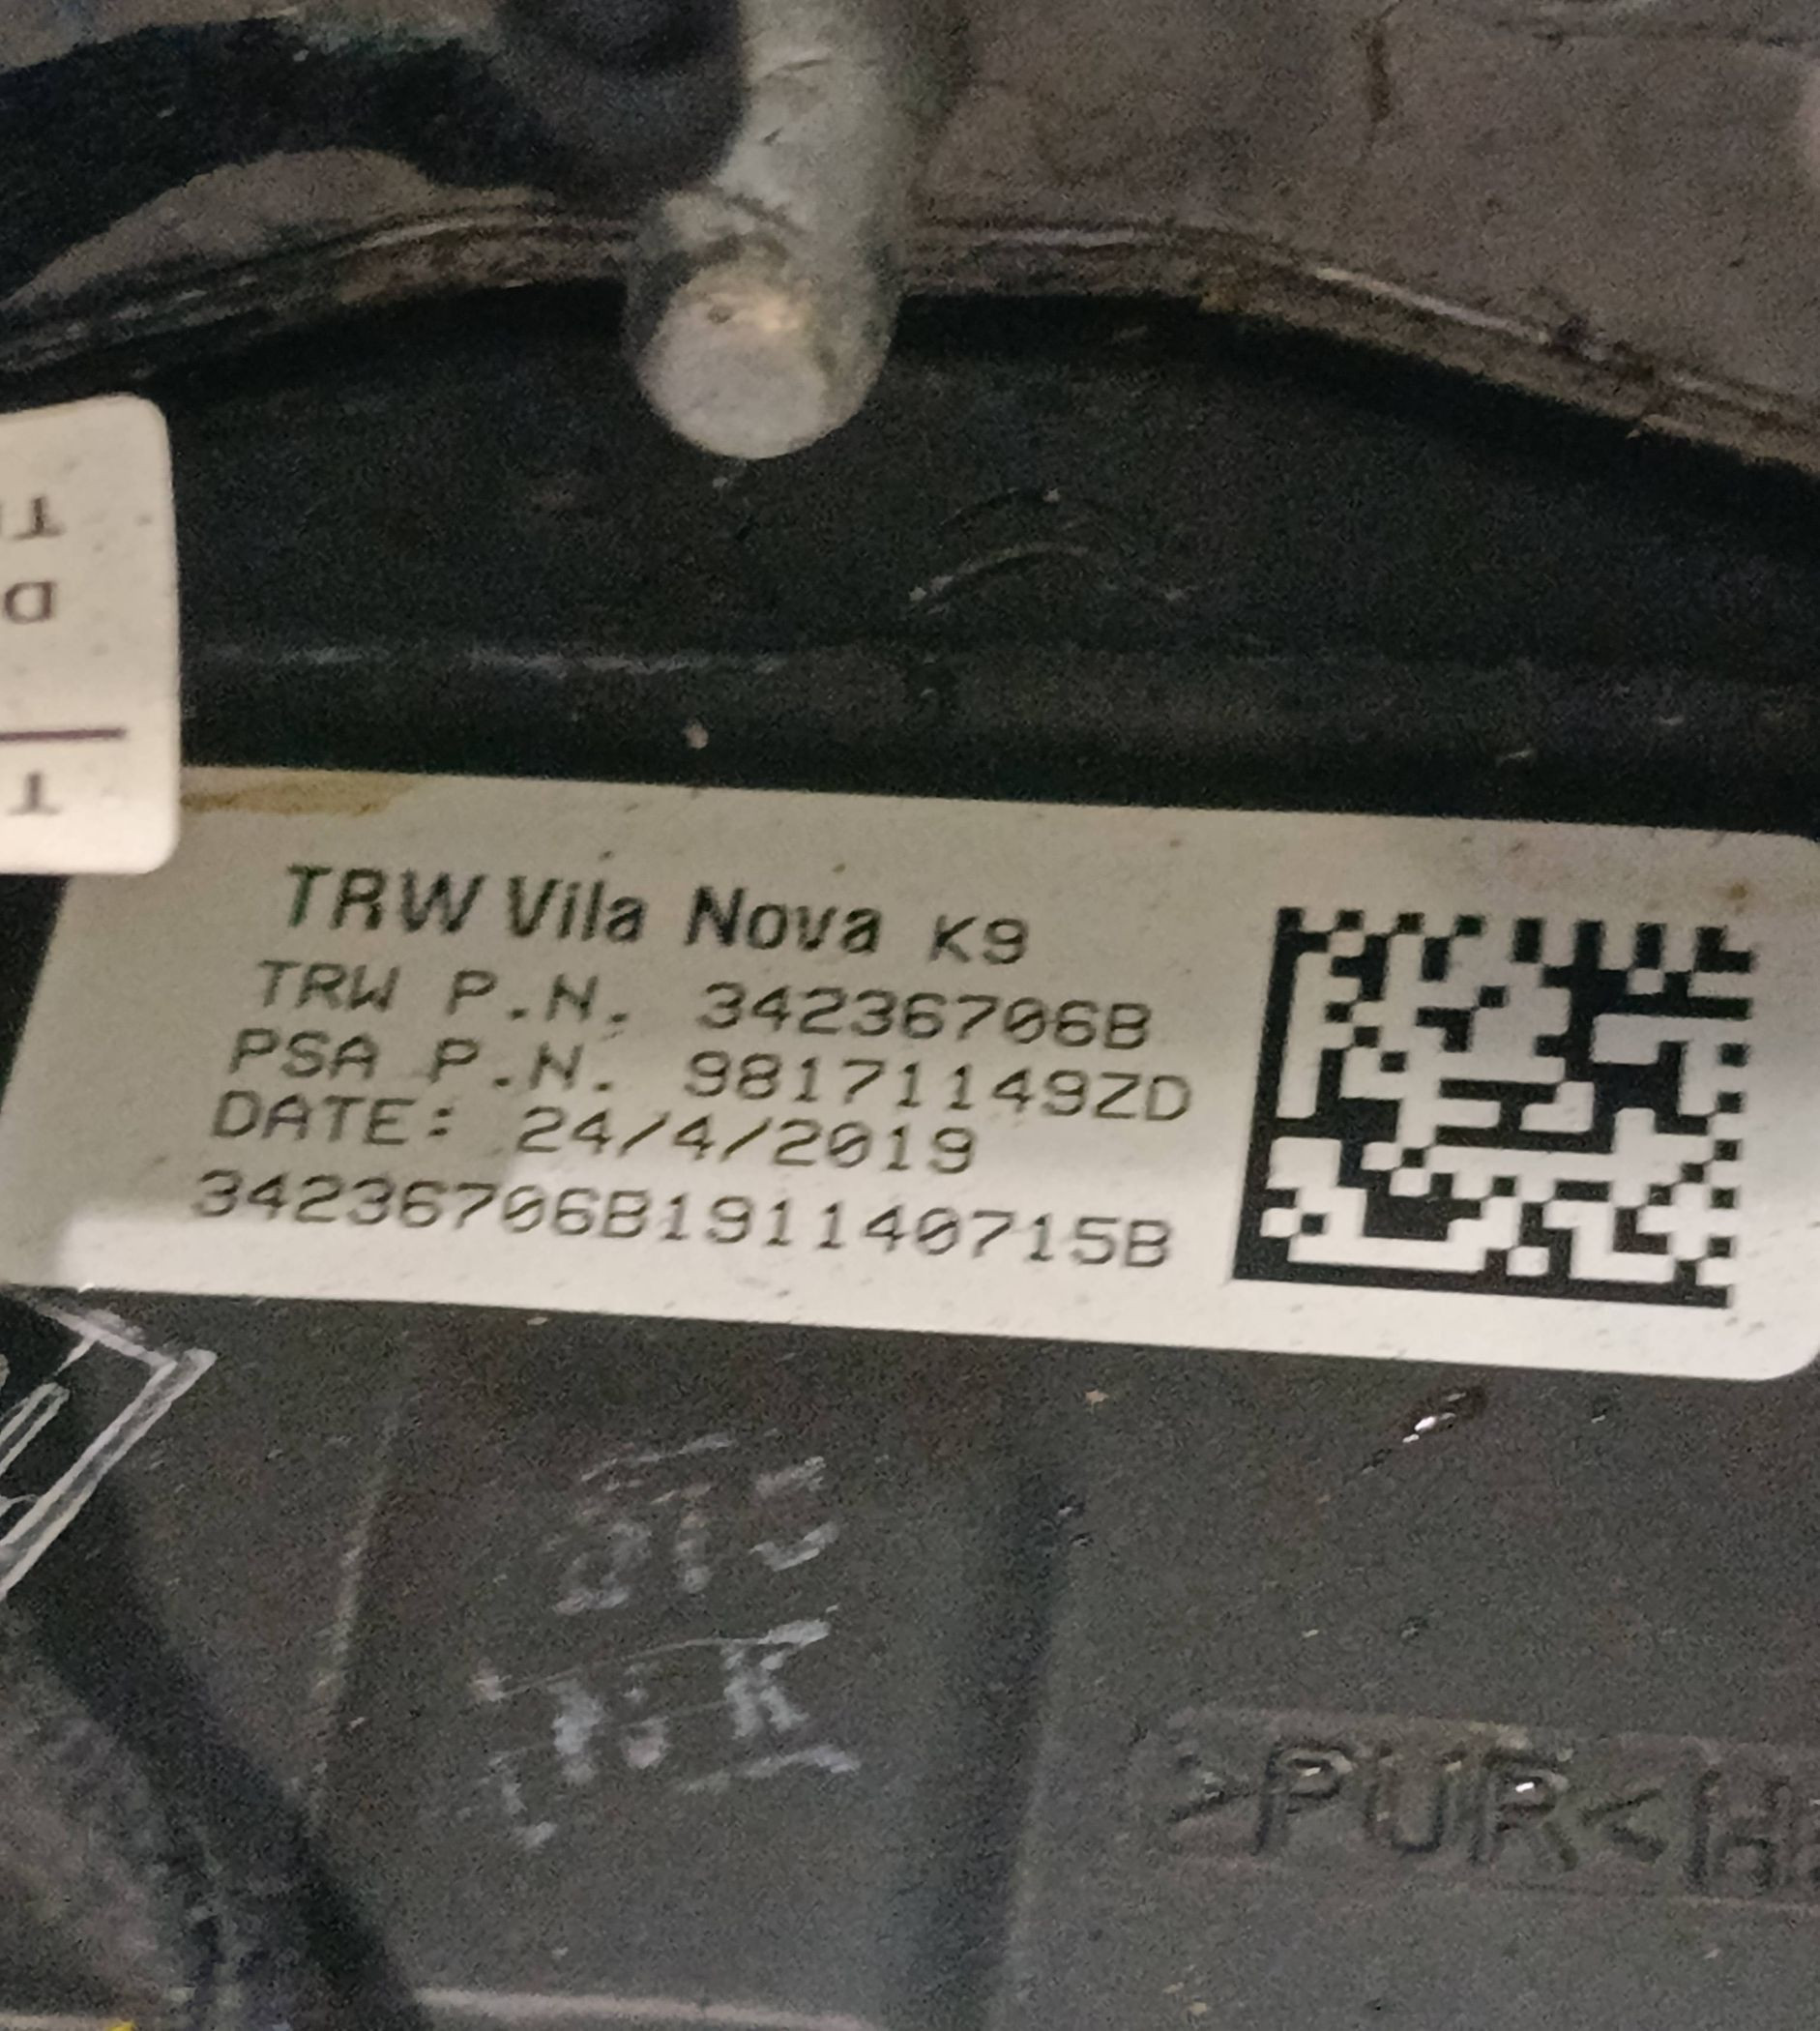 TRW Vila Nova K9
TRW P.N. 34236706B
PSA P.N. 98171149ZD
DATE: 24/4/2019
34236706B191140715B
>PUR<